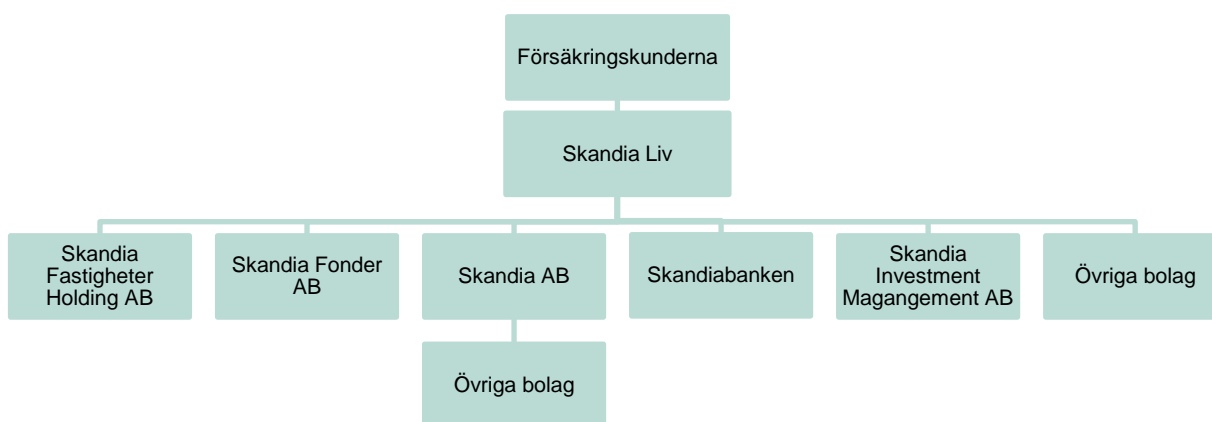 Försäkringskunderna
Skandia Liv
Skandia
Fastigheter
Holding AB
Skandia Fonder
AB
Skandia AB
Skandiabanken
Skandia
Investment
Magangement AB
Övriga bolag
Övriga bolag